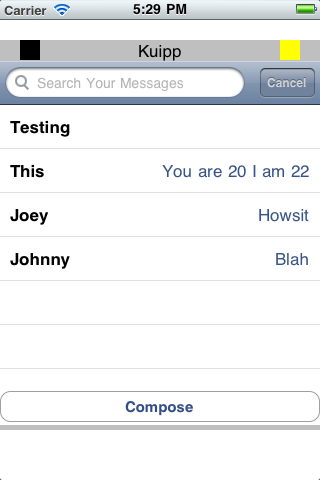 Carrier 5:29 PM
Kuipp
Search Your Messages Cancel
Testing
This You are 20 I am 22
Joey Howsit
Johnny Blah
Compose